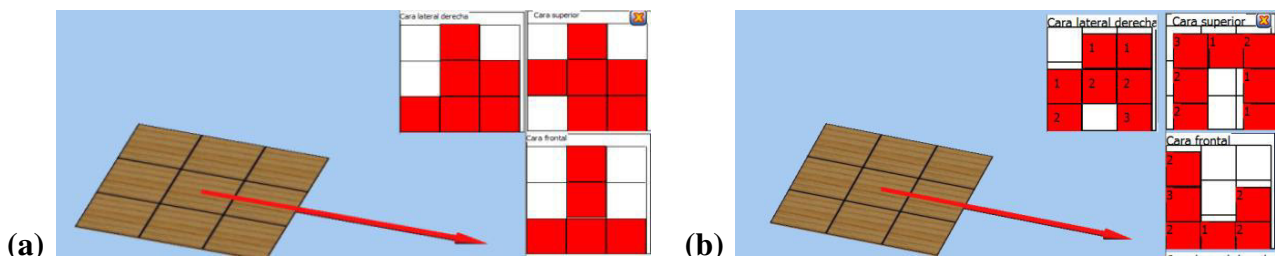 (a)
Cara lateral derecha
Cara superior
Cara frontal
(b)
Cara lateral derecha
1 1
1 2 2
2 3
Cara superior
3 1 2
2 1
2 1
Cara frontal
2
3 2
2 1 2